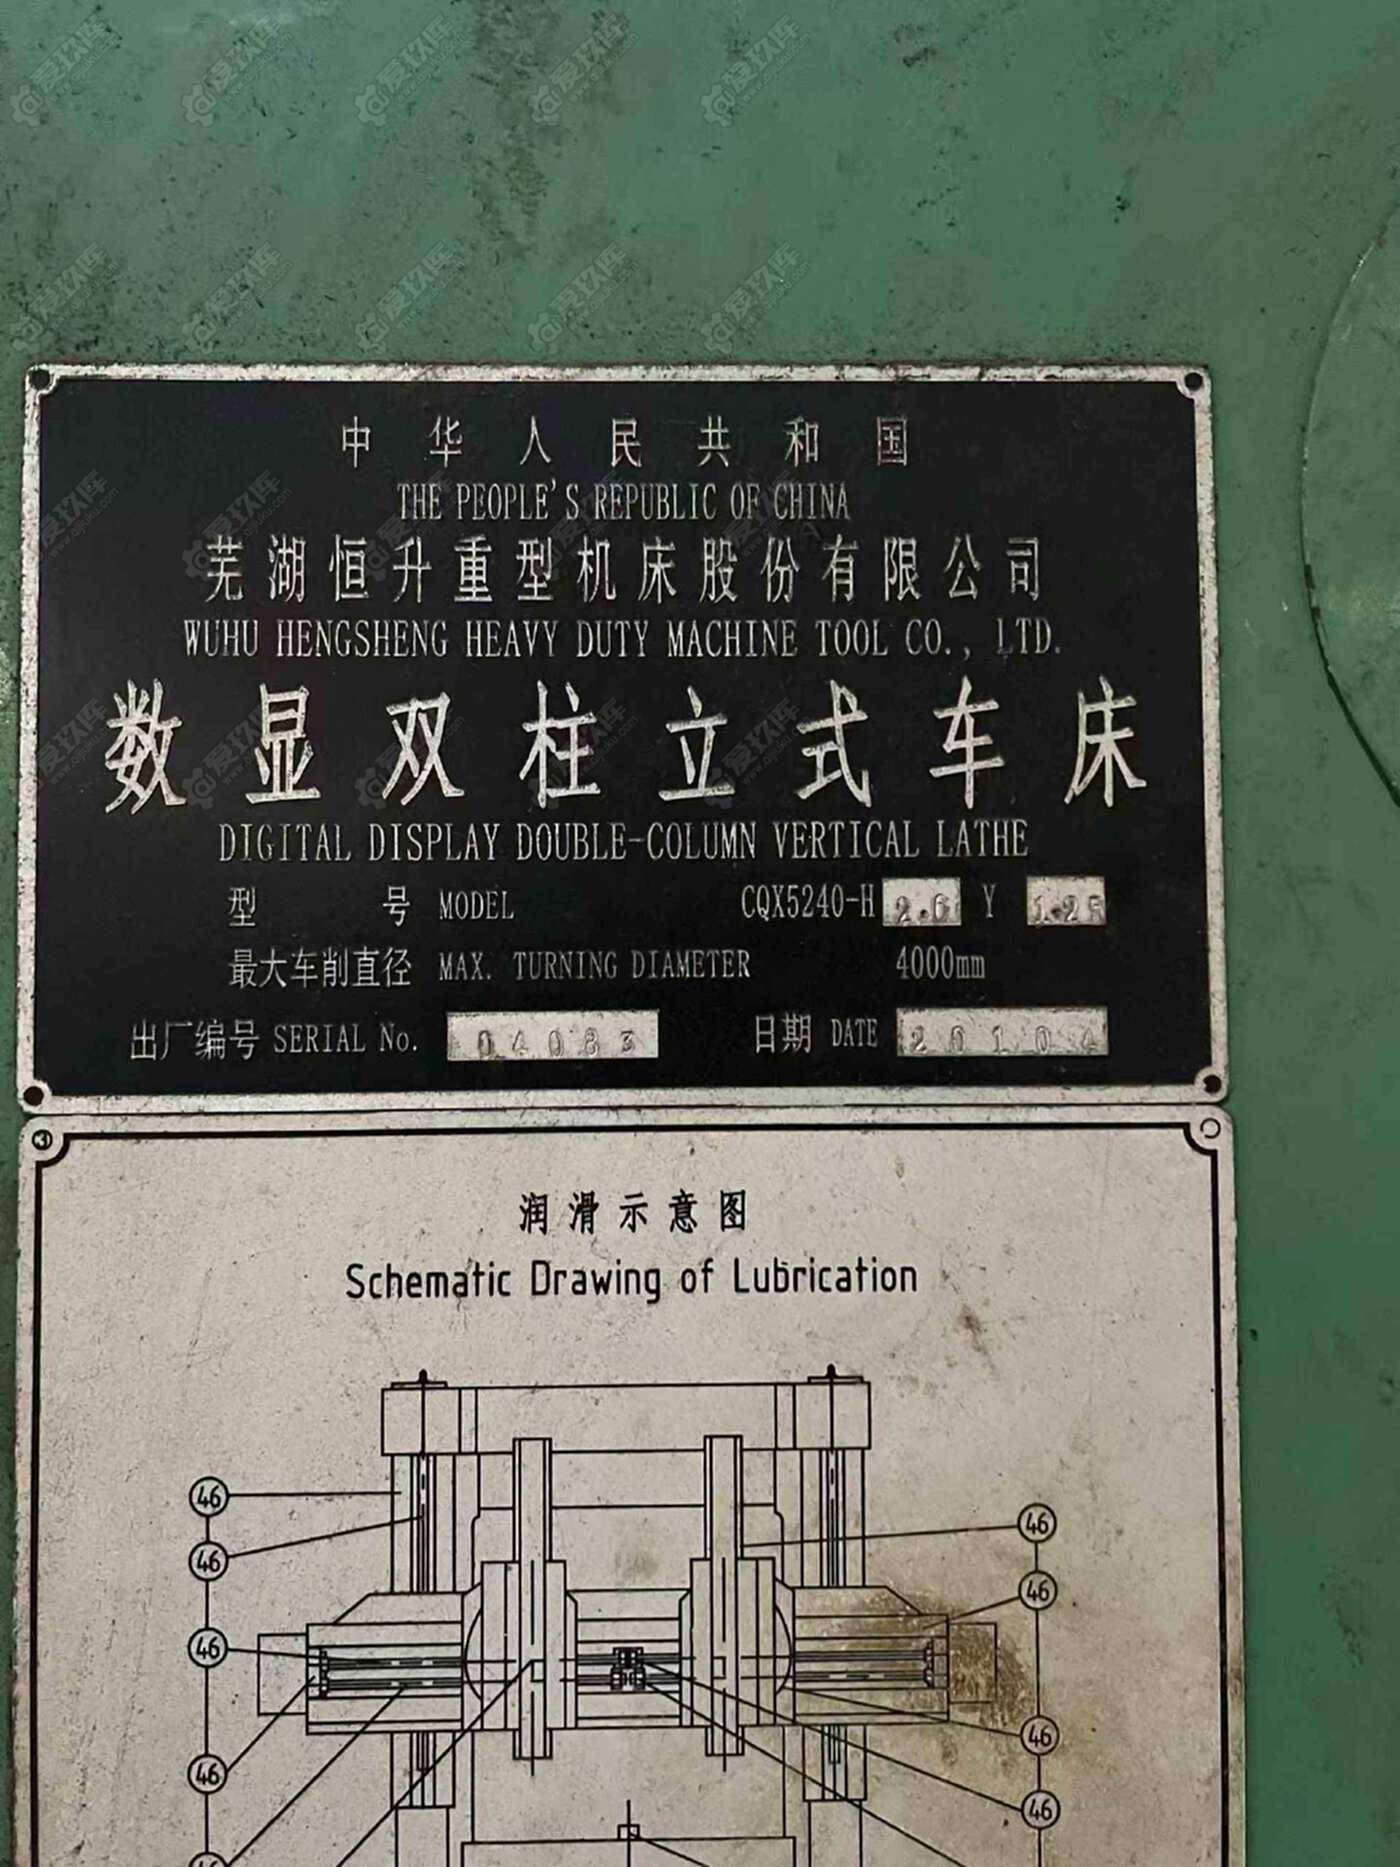 中华人民共和国
THE PEOPLE'S REPUBLIC OF CHINA
芜湖恒升重型机床股份有限公司
WUHU HENGSHENG HEAVY DUTY MACHINE TOOL CO., LTD.
数显双柱立式车床
DIGITAL DISPLAY DOUBLE-COLUMN VERTICAL LATHE
型号 MODEL CQX5240-H 2.6 Y
最大车削直径 MAX. TURNING DIAMETER 4000mm
出厂编号 SERIAL No. 04083 日期 DATE 2010 4
润滑示意图
Schematic Drawing of Lubrication
46
46
46
46
46
46
46
46
46